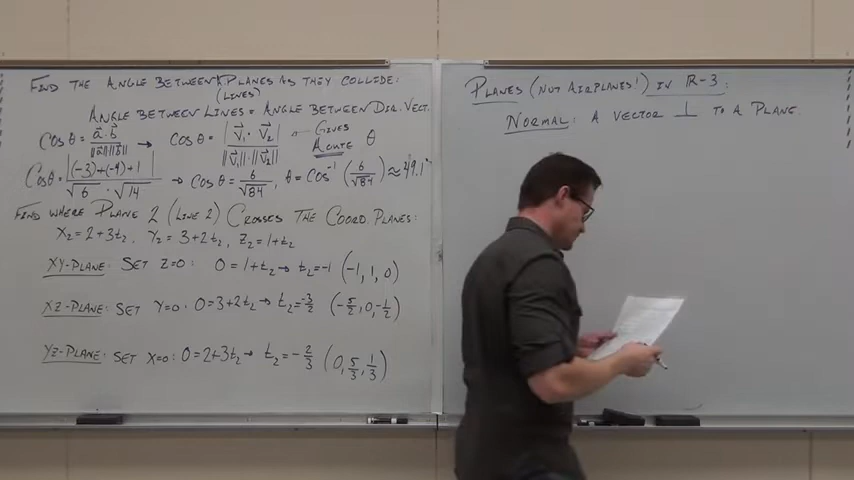 FIND THE ANGLE BETWEEN PLANES AS THEY COLLIDE:
(LINES)
ANGLE BETWEEN LINES = ANGLE BETWEEN DIR. VECT.
COS θ = a⃗·b⃗ / ‖a⃗‖‖b⃗‖ → COS θ = |V⃗₁·V⃗₂| / ‖V⃗₁‖·‖V⃗₂‖ ← GIVES ACUTE θ
COS θ = |(-3)+(-4)+1| / √6 · √14 → COS θ = 6/√84, θ = COS⁻¹(6/√84) ≈ 49.1°
FIND WHERE PLANE 2 (LINE 2) CROSSES THE COORD. PLANES:
X₂ = 2+3t₂, Y₂ = 3+2t₂, Z₂ = 1+t₂
XY-PLANE: SET Z=0: 0 = 1+t₂ → t₂ = -1 (-1, 1, 0)
XZ-PLANE: SET Y=0: 0 = 3+2t₂ → t₂ = -3/2 (-5/2, 0, -1/2)
YZ-PLANE: SET X=0: 0 = 2+3t₂ → t₂ = -2/3 (0, 5/3, 1/3)
PLANES (NOT AIRPLANES!) IN R-3:
NORMAL: A VECTOR ⊥ TO A PLANE.